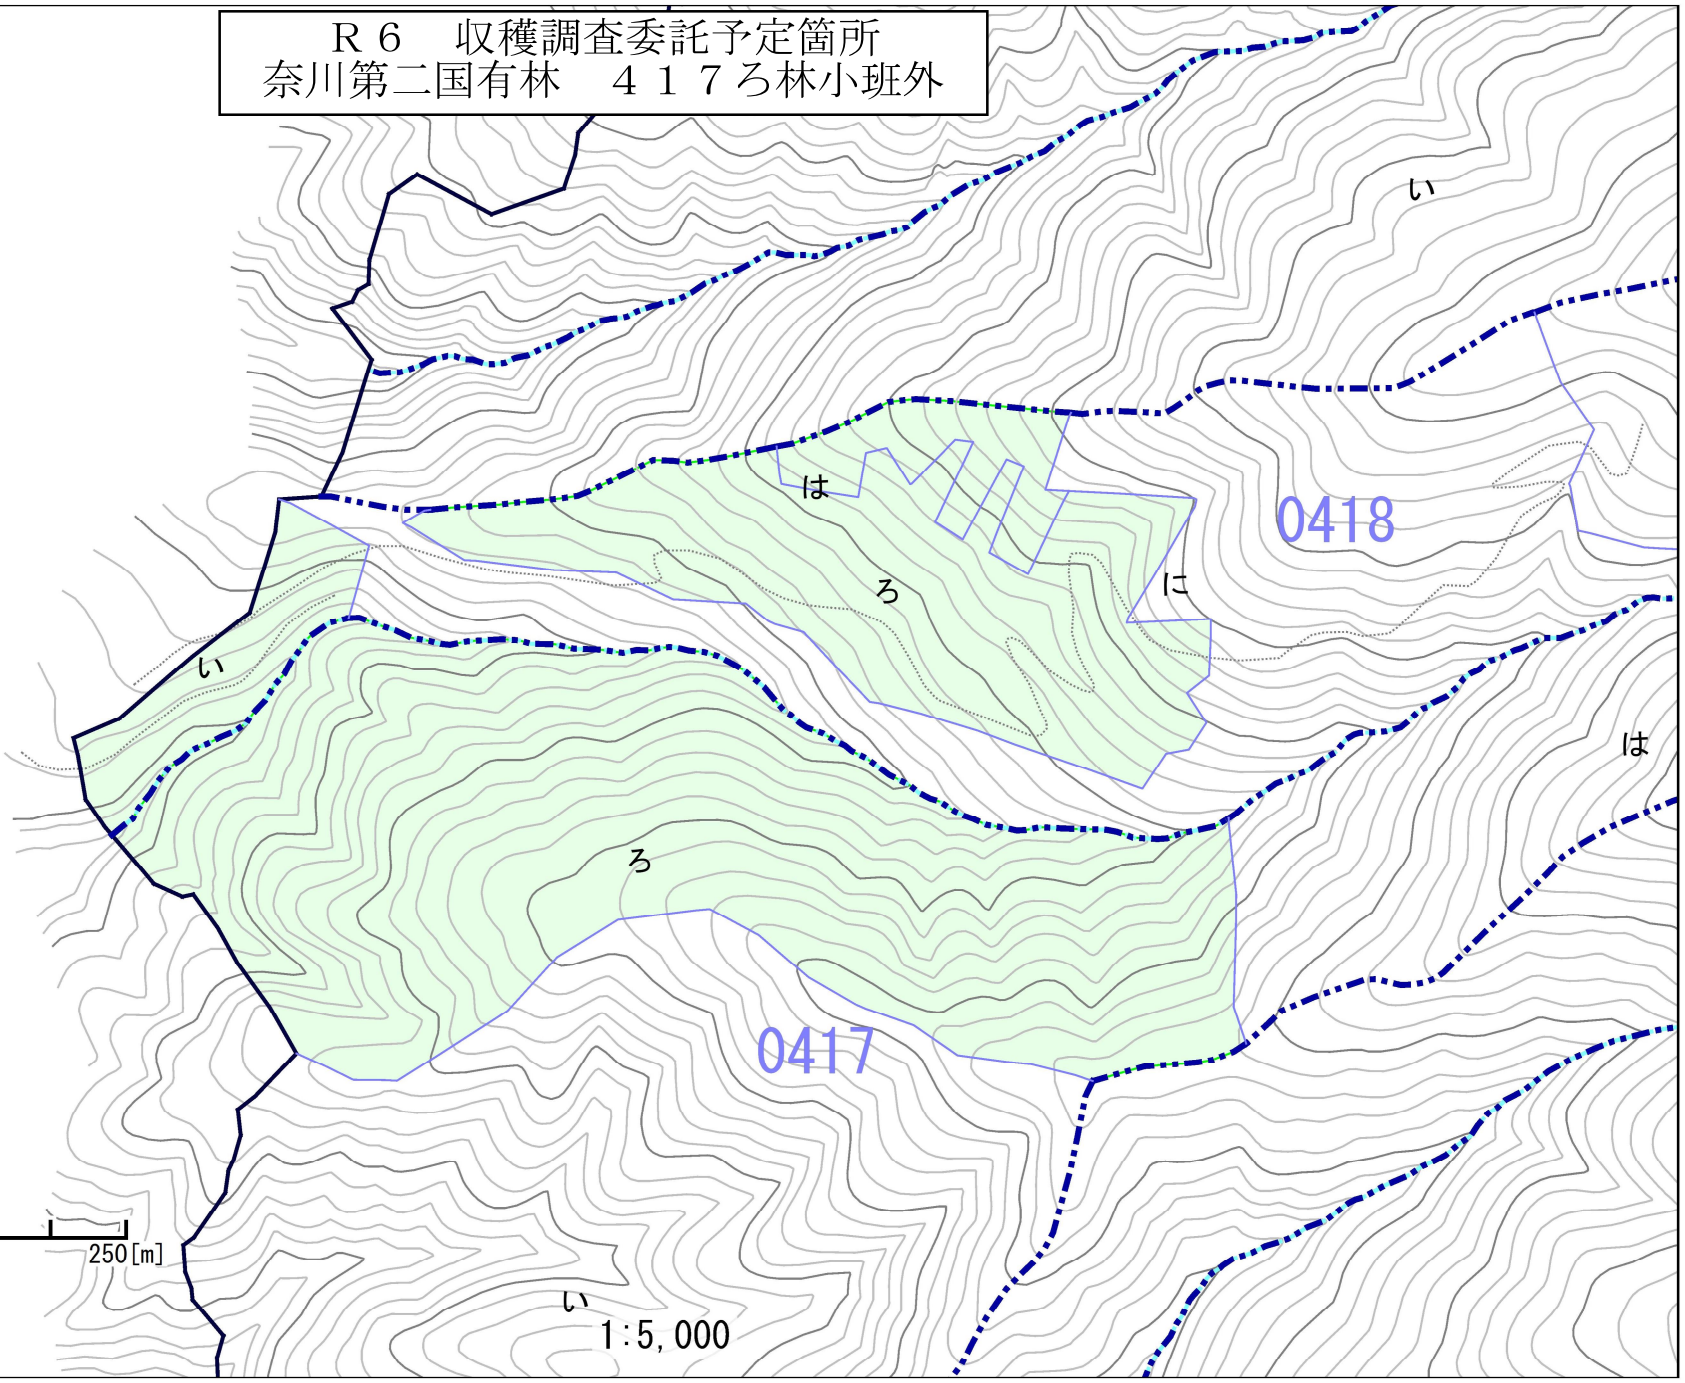 R6 収穫調査委託予定箇所
奈川第二国有林 417ろ林小班外
い
は
0418
に
ろ
い
は
ろ
0417
250[m]
い
1:5,000